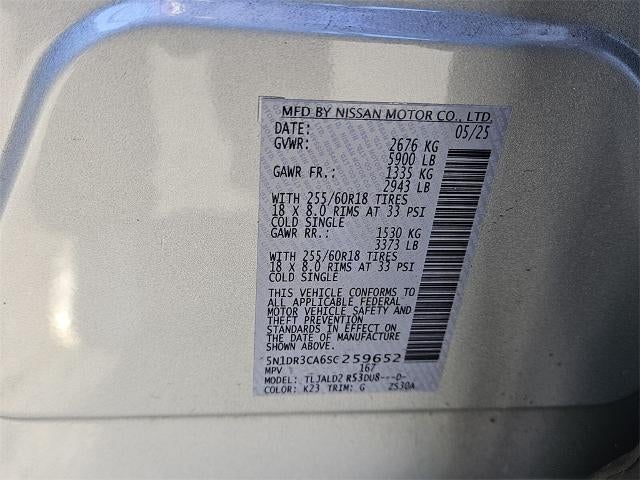 MFD BY NISSAN MOTOR CO., LTD.
DATE: 05/25
GVWR: 2676 KG
5900 LB
GAWR FR.: 1335 KG
2943 LB
WITH 255/60R18 TIRES
18 X 8.0 RIMS AT 33 PSI
COLD SINGLE
GAWR RR.: 1530 KG
3373 LB
WITH 255/60R18 TIRES
18 X 8.0 RIMS AT 33 PSI
COLD SINGLE
THIS VEHICLE CONFORMS TO
ALL APPLICABLE FEDERAL
MOTOR VEHICLE SAFETY AND
THEFT PREVENTION
STANDARDS IN EFFECT ON
THE DATE OF MANUFACTURE
SHOWN ABOVE.
5N1DR3CA6SC259652
MPV 167
MODEL: TLJALD2 R53DU8---D-
COLOR: K23 TRIM: G ZS30A